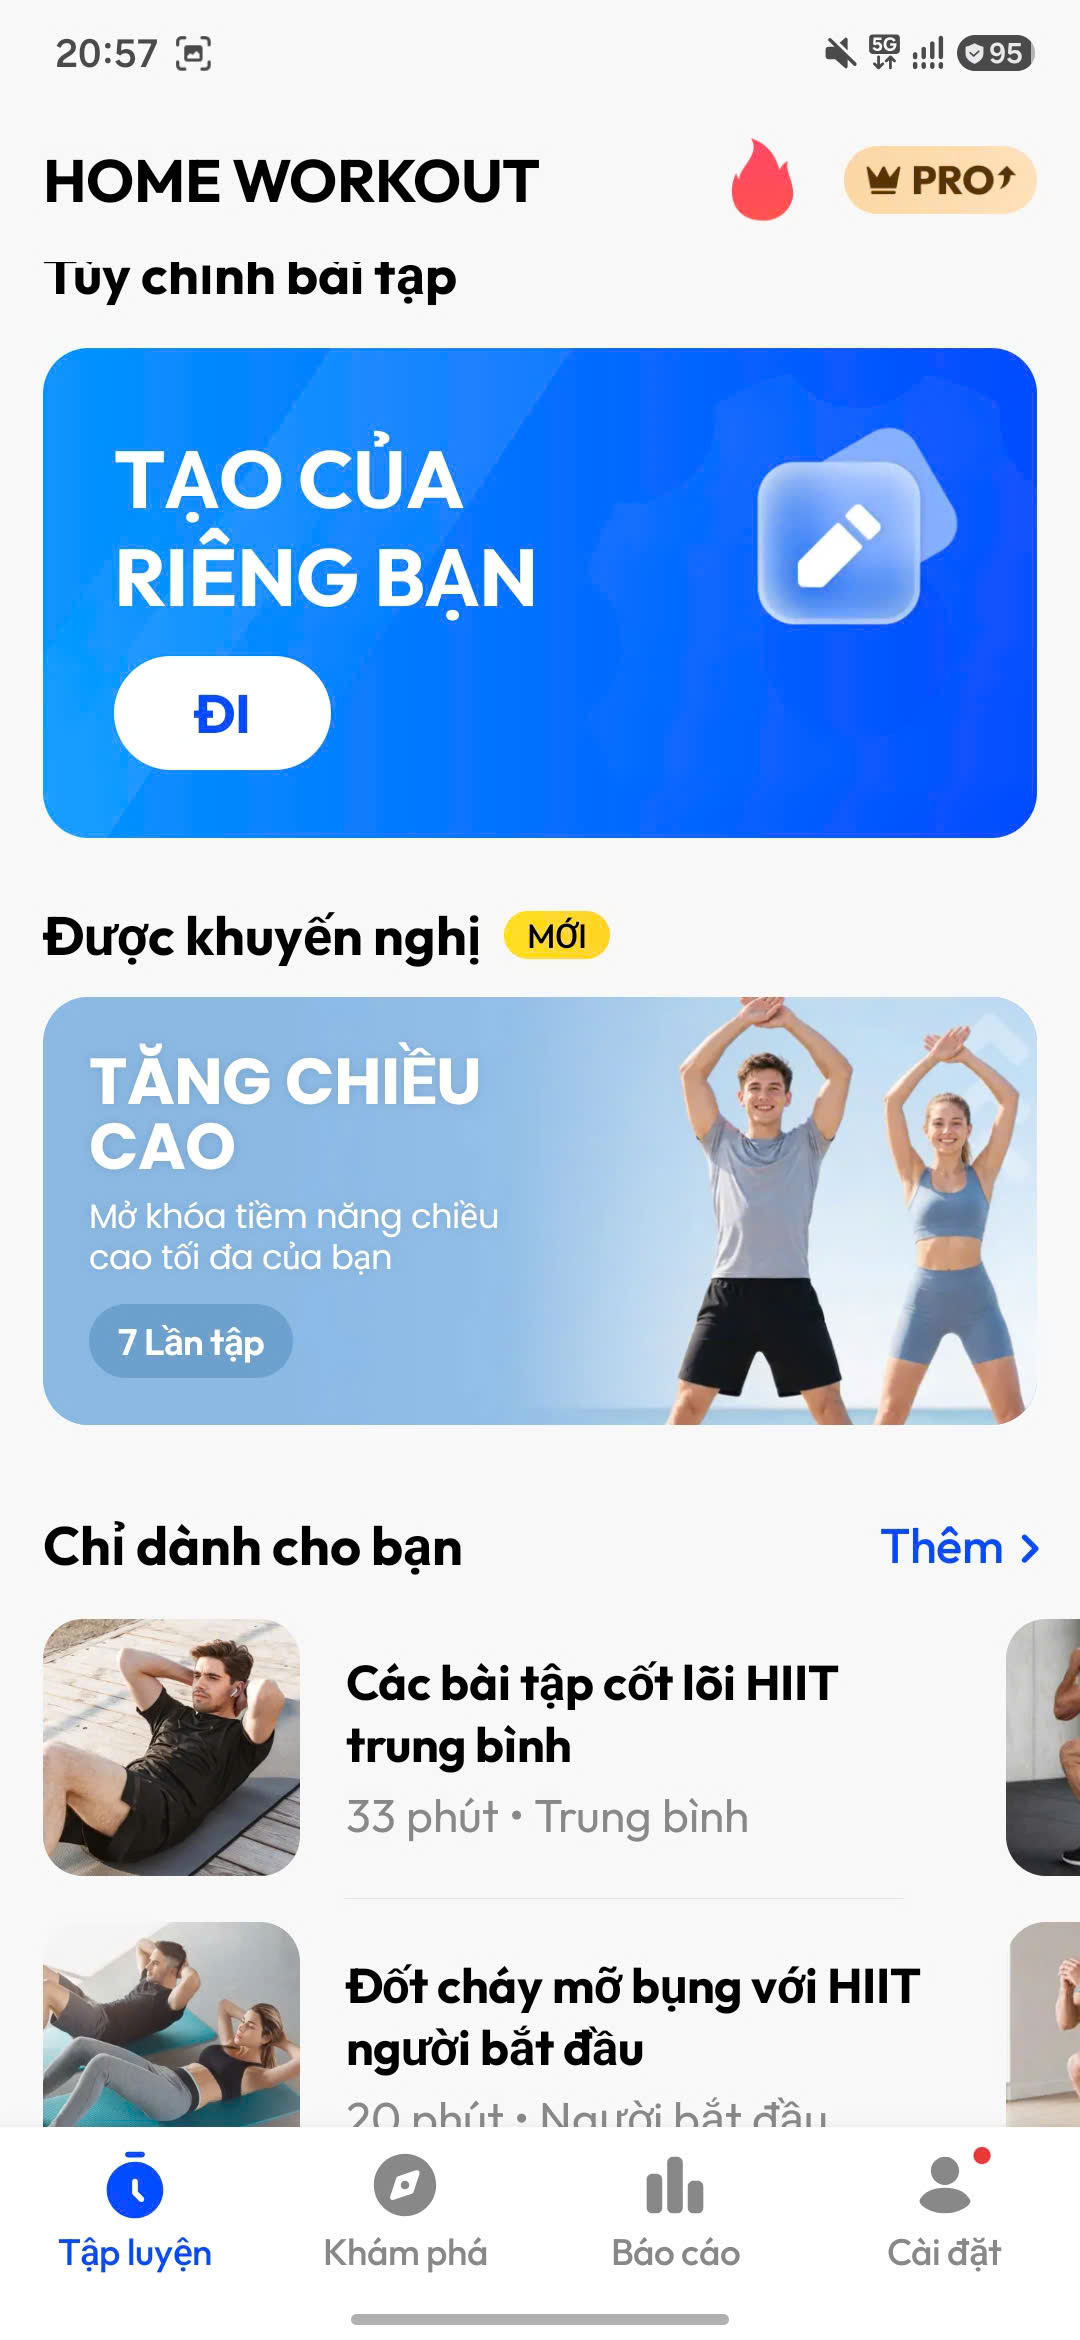 20:57
5G
95
HOME WORKOUT
PRO
Tùy chỉnh bài tập
TẠO CỦA
RIÊNG BẠN
ĐI
Được khuyến nghị MỚI
TĂNG CHIỀU
CAO
Mở khóa tiềm năng chiều
cao tối đa của bạn
7 Lần tập
Chỉ dành cho bạn
Thêm
Các bài tập cốt lõi HIIT
trung bình
33 phút • Trung bình
Đốt cháy mỡ bụng với HIIT
người bắt đầu
20 phút • Người bắt đầu
Tập luyện
Khám phá
Báo cáo
Cài đặt